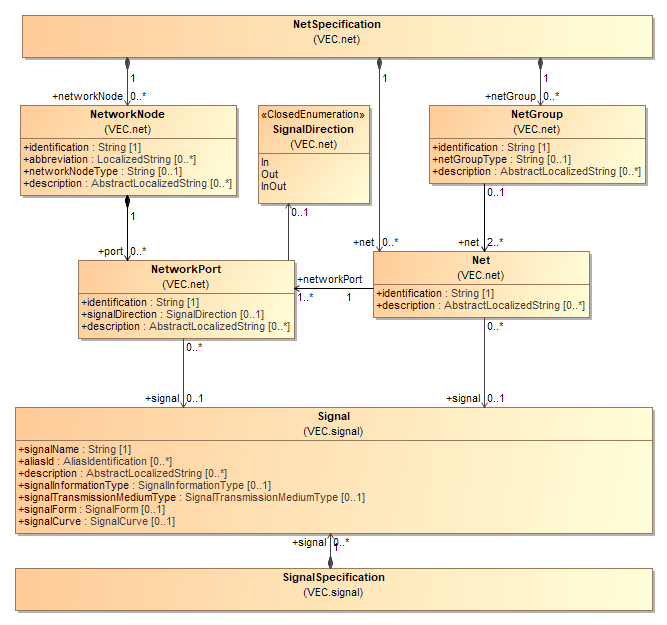 NetSpecification
(VEC.net)
1
1
1
+networkNode 0..*
+netGroup 0..*
NetworkNode
(VEC.net)
+identification : String [1]
+abbreviation : LocalizedString [0..*]
+networkNodeType : String [0..1]
+description : AbstractLocalizedString [0..*]
«ClosedEnumeration»
SignalDirection
(VEC.net)
In
Out
InOut
NetGroup
(VEC.net)
+identification : String [1]
+netGroupType : String [0..1]
+description : AbstractLocalizedString [0..*]
1
0..1
0..1
+port 0..*
+net 0..*
+net 2..*
NetworkPort
(VEC.net)
+identification : String [1]
+signalDirection : SignalDirection [0..1]
+description : AbstractLocalizedString [0..*]
+networkPort
1..*
1
Net
(VEC.net)
+identification : String [1]
+description : AbstractLocalizedString [0..*]
0..*
0..*
+signal 0..1
+signal 0..1
Signal
(VEC.signal)
+signalName : String [1]
+aliasId : AliasIdentification [0..*]
+description : AbstractLocalizedString [0..*]
+signalInformationType : SignalInformationType [0..1]
+signalTransmissionMediumType : SignalTransmissionMediumType [0..1]
+signalForm : SignalForm [0..1]
+signalCurve : SignalCurve [0..1]
+signal 0..*
1
SignalSpecification
(VEC.signal)